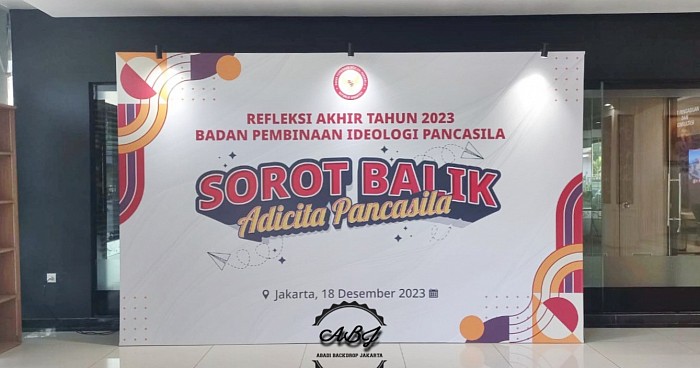 REFLEKSI AKHIR TAHUN 2023
BADAN PEMBINAAN IDEOLOGI PANCASILA
SOROT BALIK
Adicita Pancasila
Jakarta, 18 Desember 2023
ABJ
ABADI BACKDROP JAKARTA